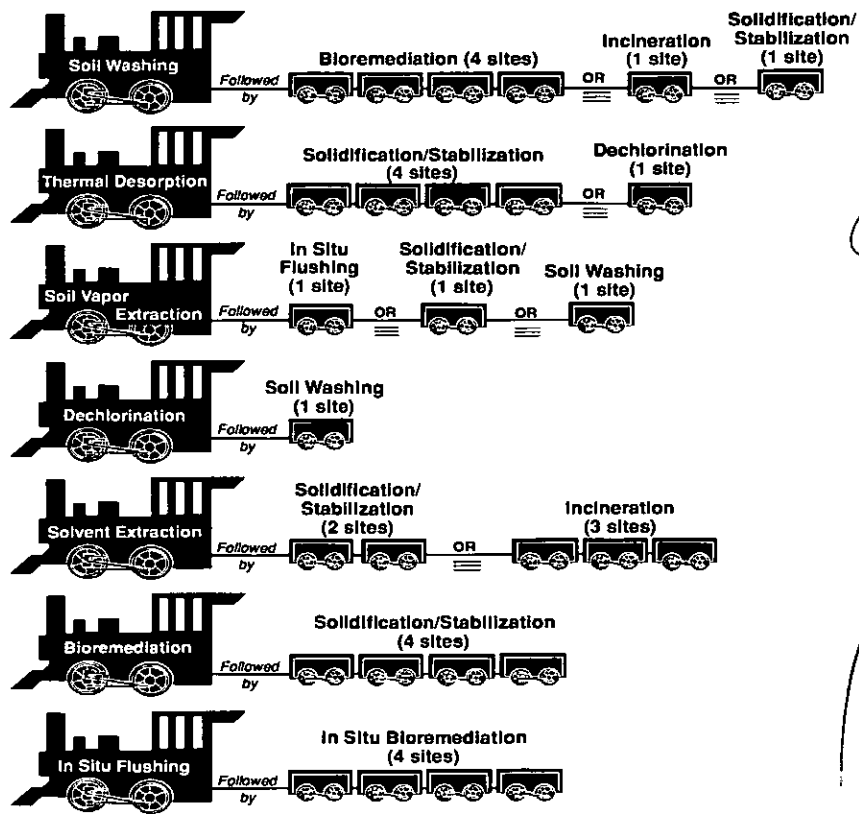 Soil Washing
Followed
by
Bioremediation (4 sites)
OR
Incineration
(1 site)
OR
Solidification/
Stabilization
(1 site)
Thermal Desorption
Followed
by
Solidification/Stabilization
(4 sites)
OR
Dechlorination
(1 site)
Soil Vapor
Extraction
Followed
by
In Situ
Flushing
(1 site)
OR
Solidification/
Stabilization
(1 site)
OR
Soil Washing
(1 site)
Dechlorination
Followed
by
Soil Washing
(1 site)
Solvent Extraction
Followed
by
Solidification/
Stabilization
(2 sites)
OR
Incineration
(3 sites)
Bioremediation
Followed
by
Solidification/Stabilization
(4 sites)
In Situ Flushing
Followed
by
In Situ Bioremediation
(4 sites)